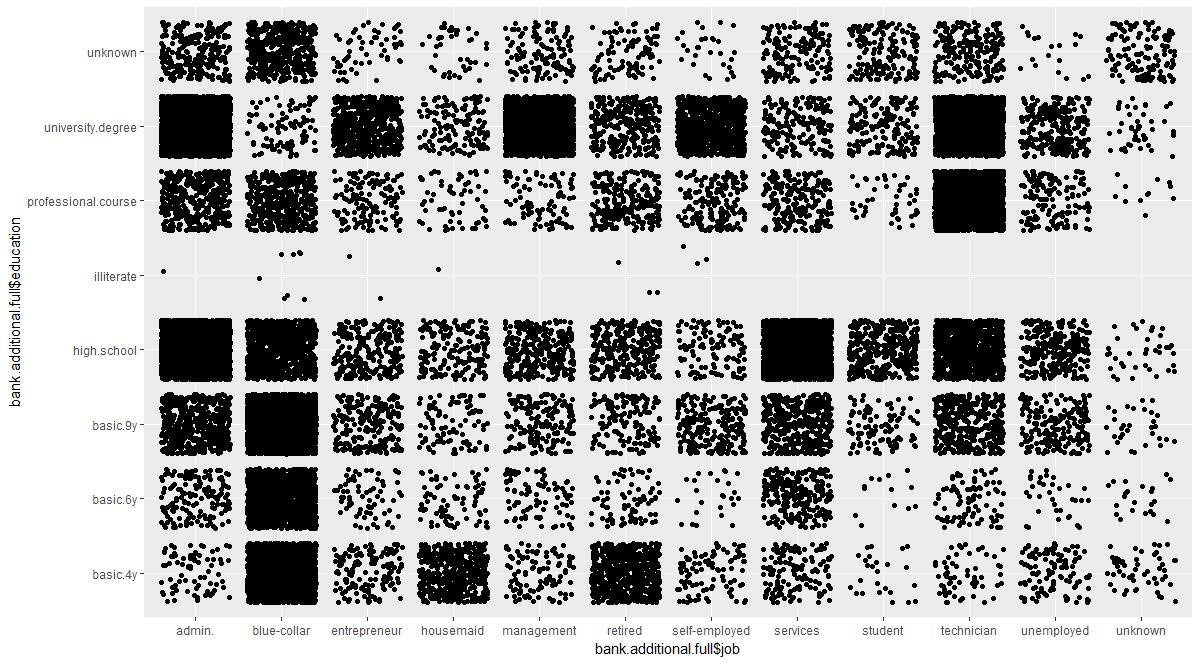 bank.additional.full$education
unknown
university.degree
professional.course
illiterate
high.school
basic.9y
basic.6y
basic.4y
admin. blue-collar entrepreneur housemaid management retired self-employed services student technician unemployed unknown
bank.additional.full$job